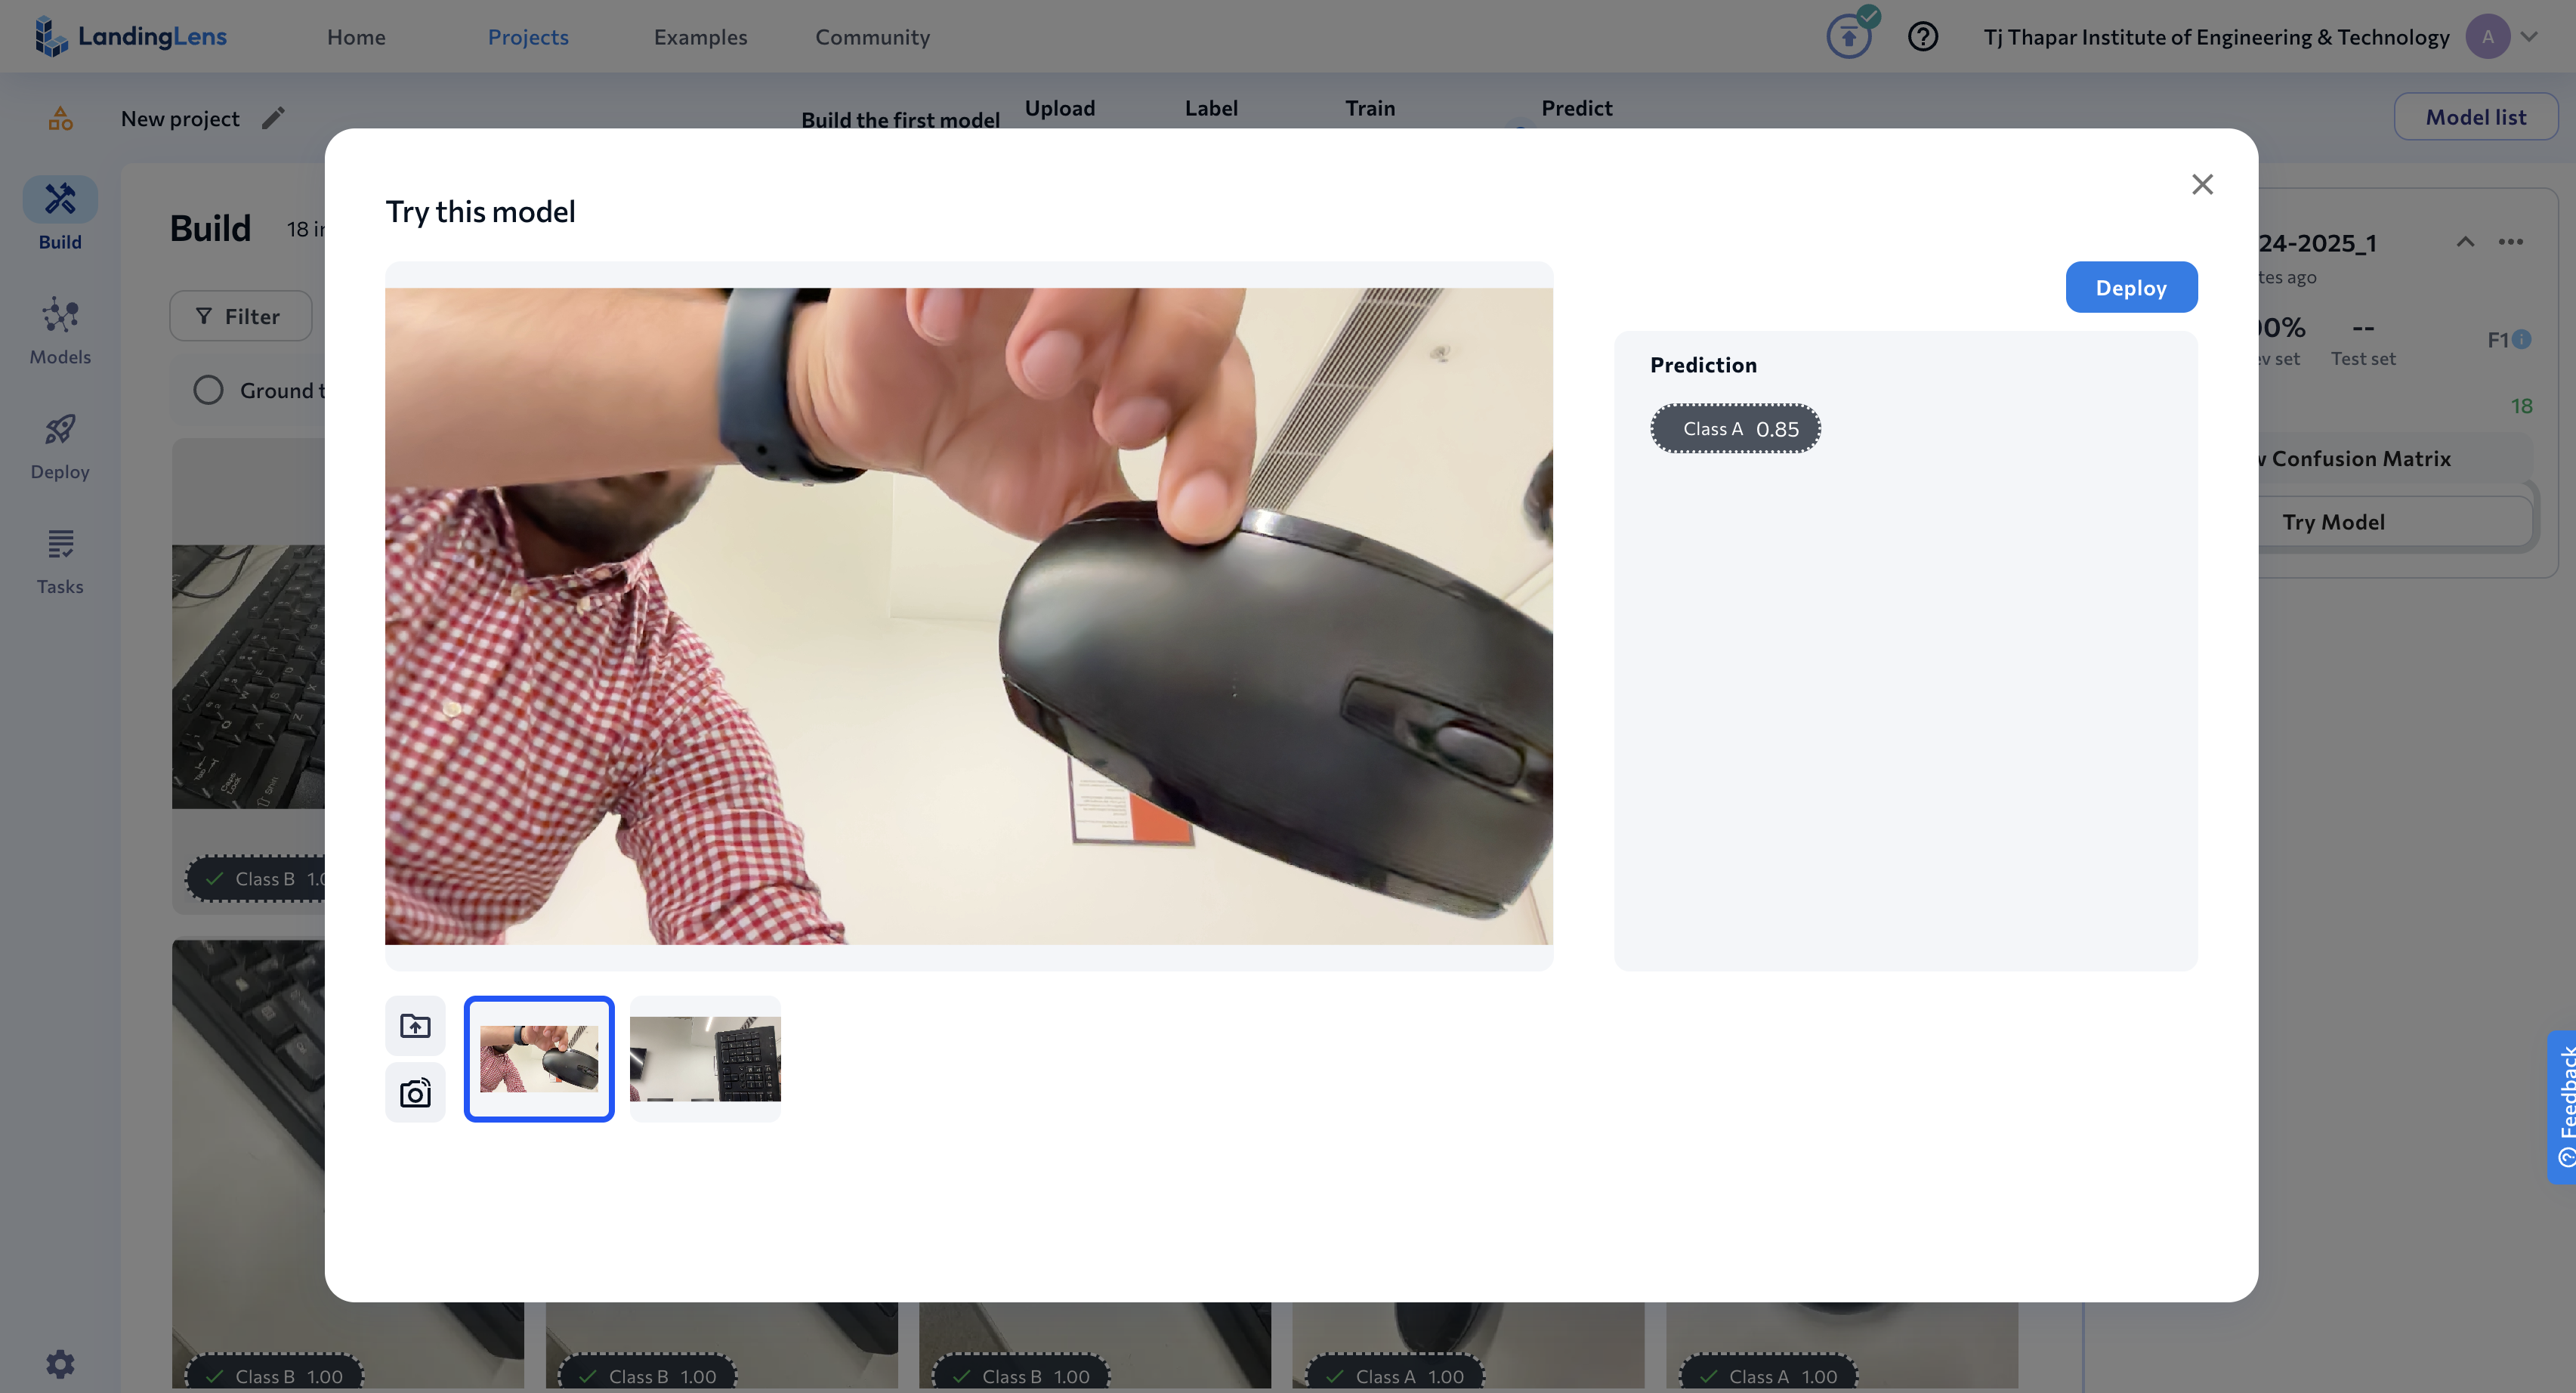 LandingLens
Home
Projects
Examples
Community
Tj Thapar Institute of Engineering & Technology
A
New project
Build the first model
Upload
Label
Train
Predict
Model list
Build
Models
Deploy
Tasks
Build
18
Filter
Ground
Class B 1.0
Try this model
Deploy
Prediction
Class A 0.85
24-2025_1
ago
00%
--
F1
set
Test set
18
Confusion Matrix
Try Model
Feedback
Class B 1.00
Class B 1.00
Class B 1.00
Class A 1.00
Class A 1.00